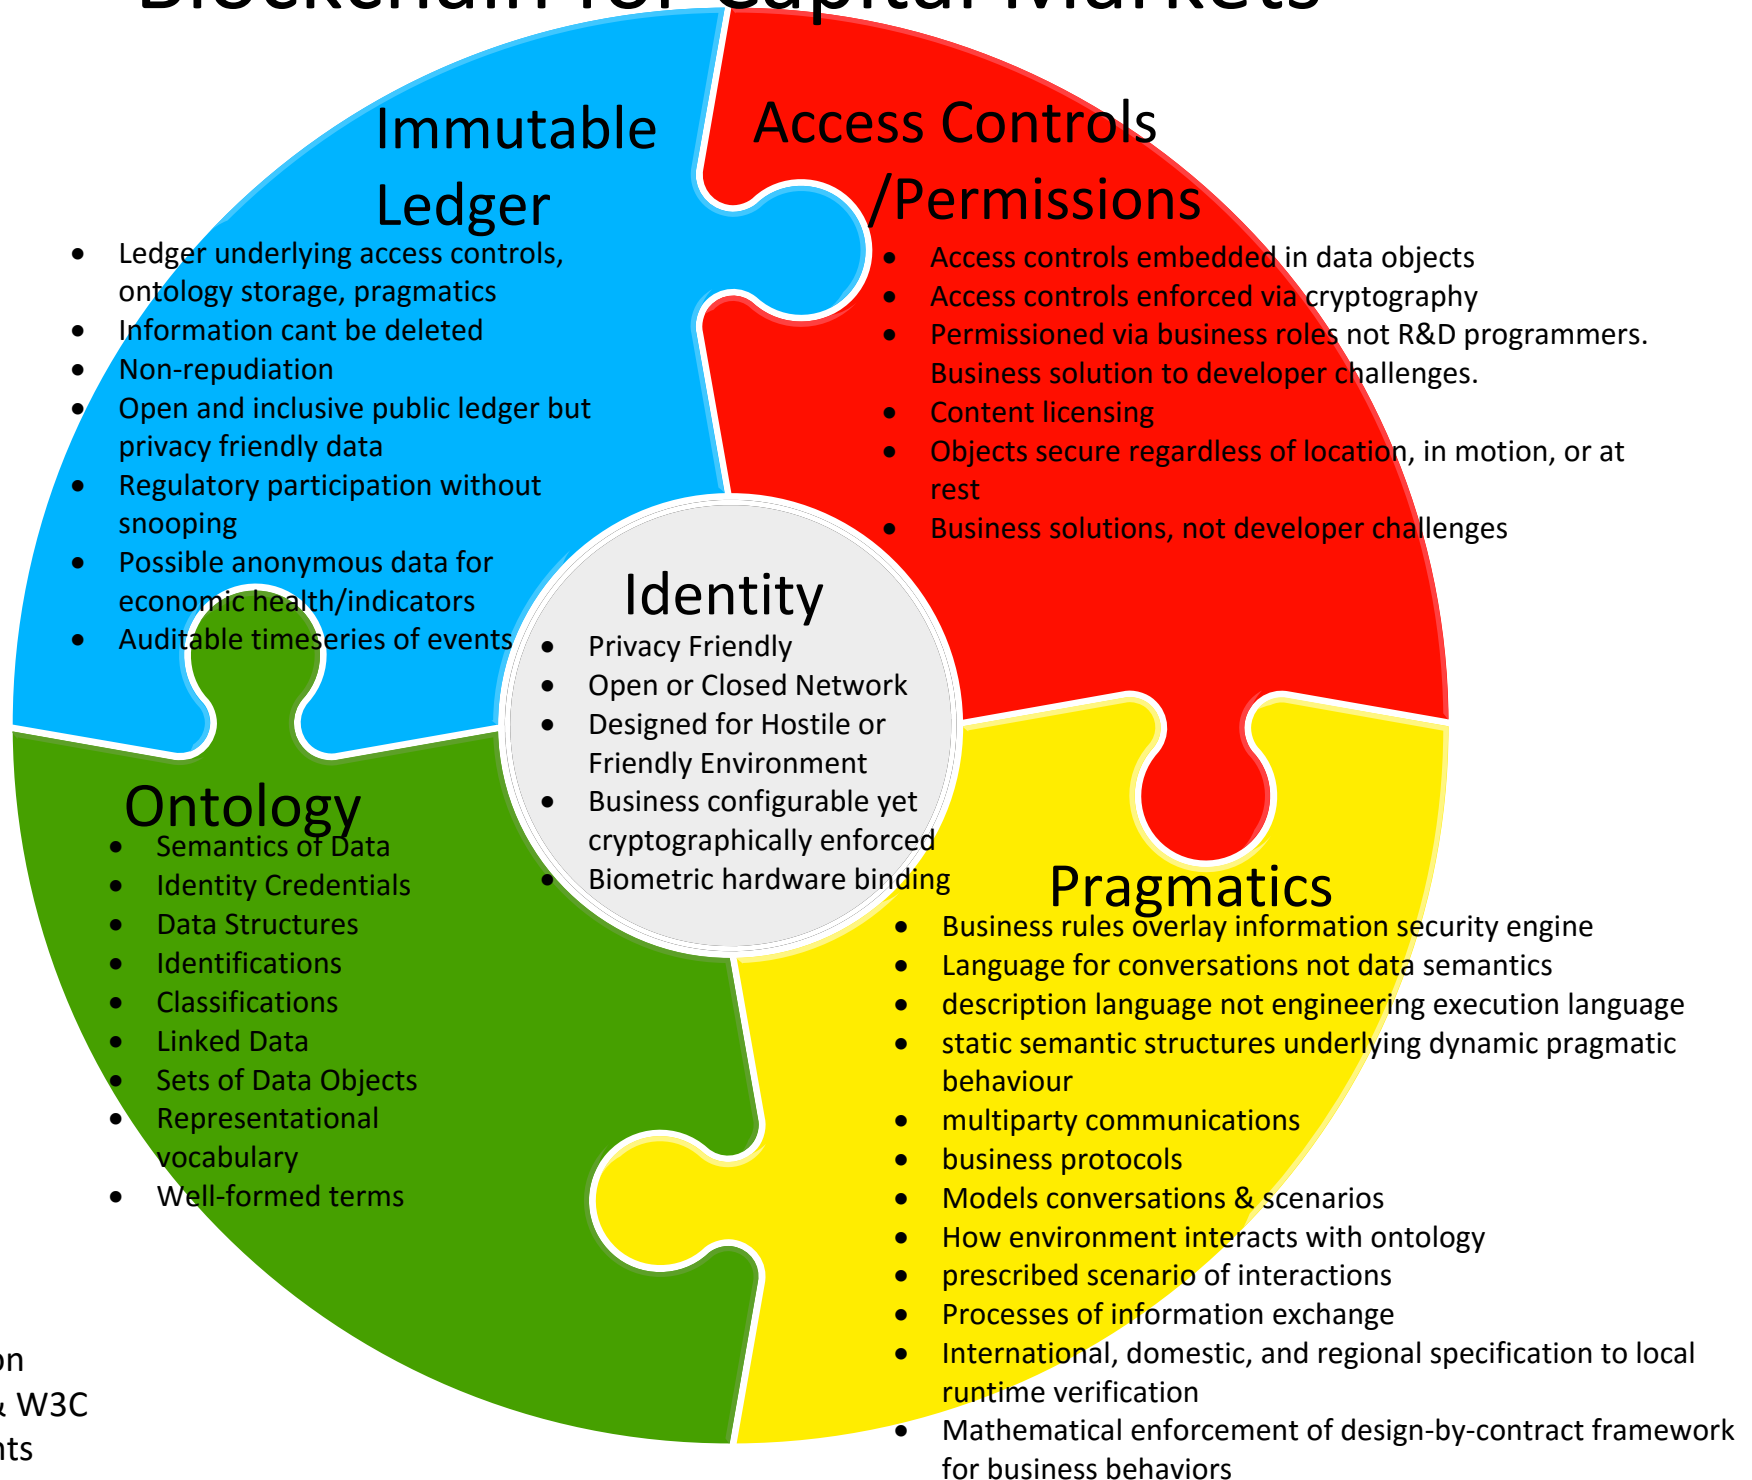 Blockchain for Capital Markets
Immutable
Ledger
• Ledger underlying access controls,
ontology storage, pragmatics
• Information cant be deleted
• Non-repudiation
• Open and inclusive public ledger but
privacy friendly data
• Regulatory participation without
snooping
• Possible anonymous data for
economic health/indicators
• Auditable timeseries of events
Access Controls
/Permissions
• Access controls embedded in data objects
• Access controls enforced via cryptography
• Permissioned via business roles not R&D programmers.
Business solution to developer challenges.
• Content licensing
• Objects secure regardless of location, in motion, or at
rest
• Business solutions, not developer challenges
Identity
• Privacy Friendly
• Open or Closed Network
• Designed for Hostile or
Friendly Environment
• Business configurable yet
cryptographically enforced
• Biometric hardware binding
Ontology
• Semantics of Data
• Identity Credentials
• Data Structures
• Identifications
• Classifications
• Linked Data
• Sets of Data Objects
• Representational
vocabulary
• Well-formed terms
Pragmatics
• Business rules overlay information security engine
• Language for conversations not data semantics
• description language not engineering execution language
• static semantic structures underlying dynamic pragmatic
behaviour
• multiparty communications
• business protocols
• Models conversations & scenarios
• How environment interacts with ontology
• prescribed scenario of interactions
• Processes of information exchange
• International, domestic, and regional specification to local
runtime verification
• Mathematical enforcement of design-by-contract framework
for business behaviors
& W3C